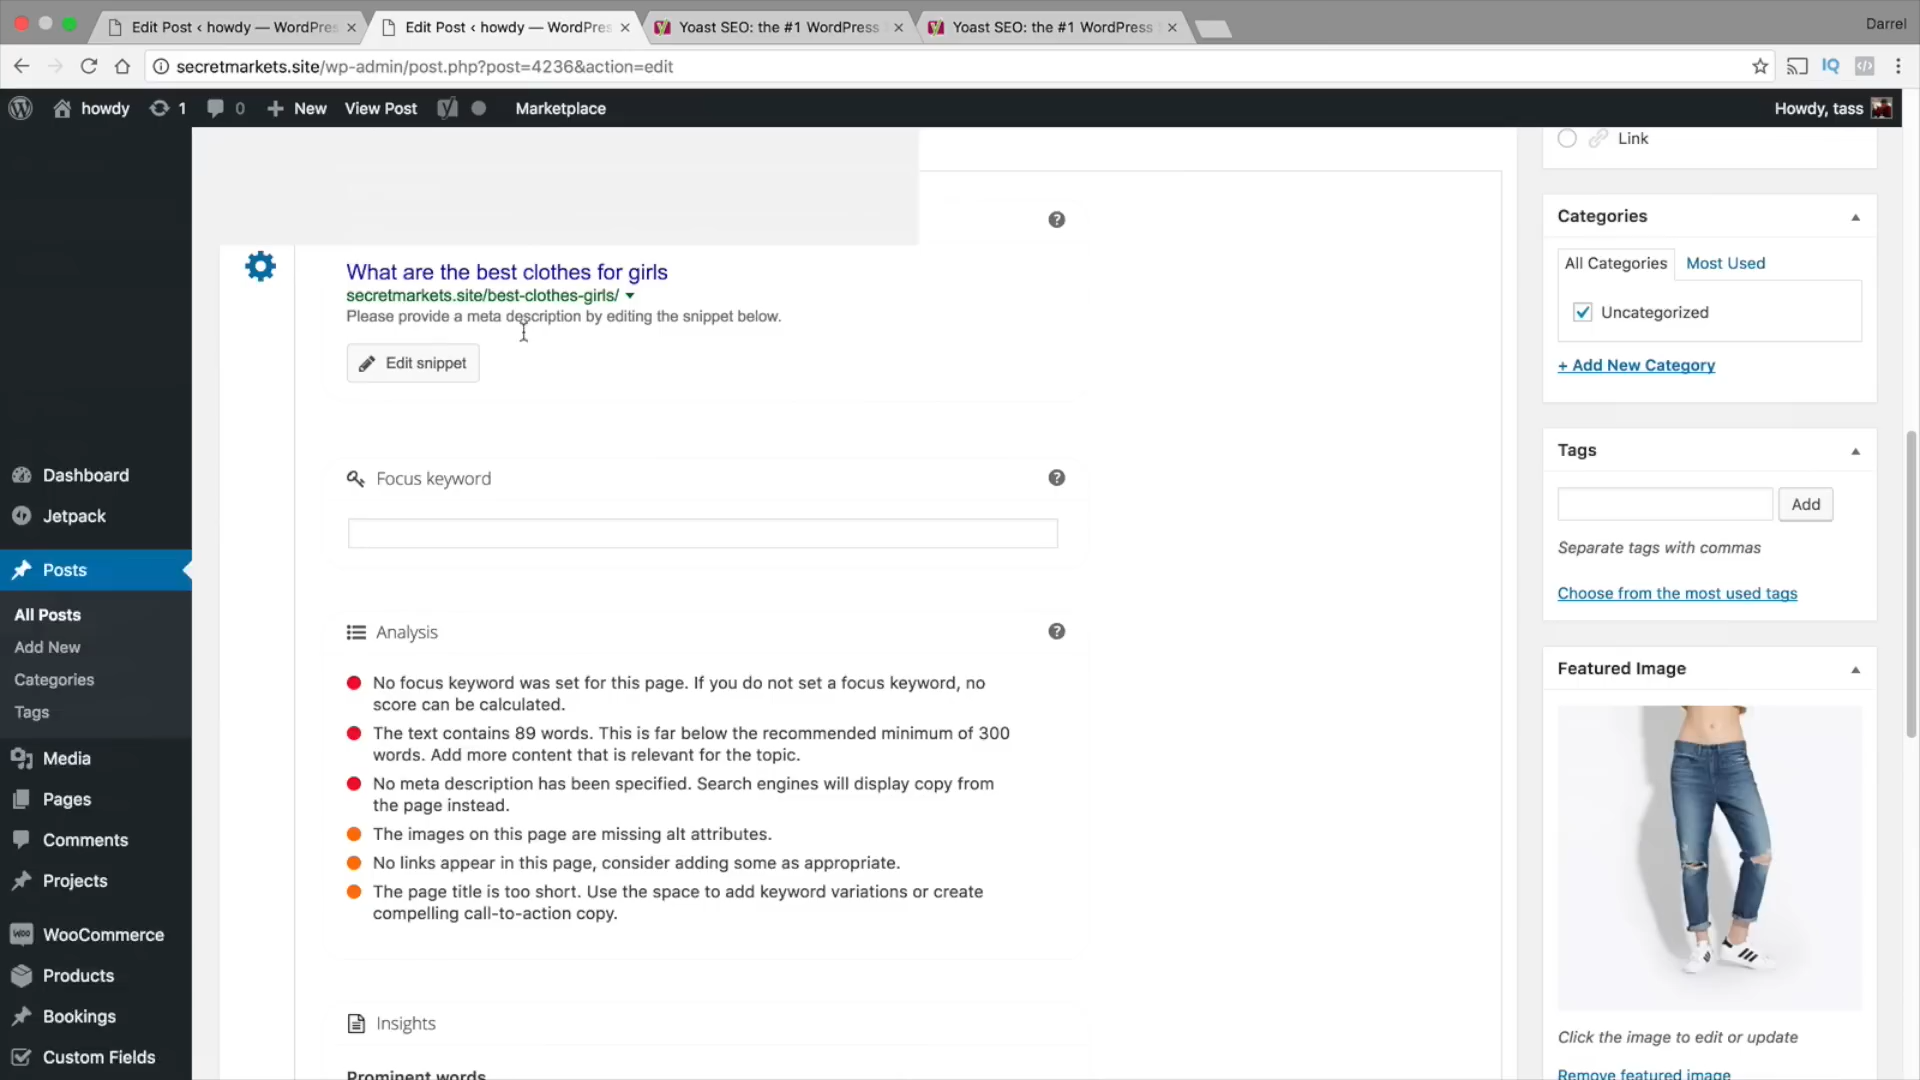 Edit Post ‹ howdy — WordPres
Edit Post ‹ howdy — WordPres
Yoast SEO: the #1 WordPress
Yoast SEO: the #1 WordPress
Darrel
secretmarkets.site/wp-admin/post.php?post=4236&action=edit
IQ
howdy
1
0
New
View Post
Marketplace
Howdy, tass
Link
What are the best clothes for girls
secretmarkets.site/best-clothes-girls/
Please provide a meta description by editing the snippet below.
Edit snippet
Focus keyword
Analysis
No focus keyword was set for this page. If you do not set a focus keyword, no
score can be calculated.
The text contains 89 words. This is far below the recommended minimum of 300
words. Add more content that is relevant for the topic.
No meta description has been specified. Search engines will display copy from
the page instead.
The images on this page are missing alt attributes.
No links appear in this page, consider adding some as appropriate.
The page title is too short. Use the space to add keyword variations or create
compelling call-to-action copy.
Insights
Prominent words
Dashboard
Jetpack
Posts
All Posts
Add New
Categories
Tags
Media
Pages
Comments
Projects
WooCommerce
Products
Bookings
Custom Fields
Categories
All Categories
Most Used
Uncategorized
+ Add New Category
Tags
Add
Separate tags with commas
Choose from the most used tags
Featured Image
Click the image to edit or update
Remove featured image